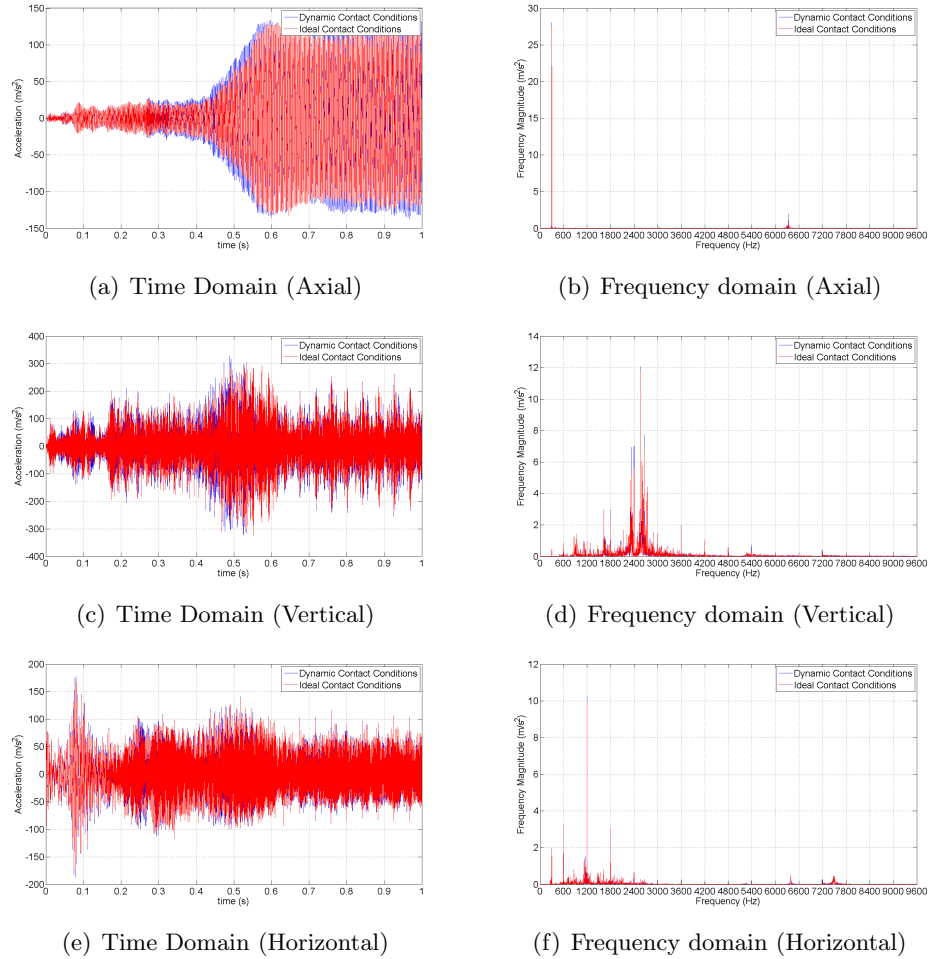 Dynamic Contact Conditions
Ideal Contact Conditions
Acceleration (m/s²)
150
100
50
0
-50
-100
-150
0 0.1 0.2 0.3 0.4 0.5 0.6 0.7 0.8 0.9 1
time (s)
Dynamic Contact Conditions
Ideal Contact Conditions
Frequency Magnitude (m/s²)
30
25
20
15
10
5
0
0 600 1200 1800 2400 3000 3600 4200 4800 5400 6000 6600 7200 7800 8400 9000 9600
Frequency (Hz)
(a) Time Domain (Axial)
(b) Frequency domain (Axial)
Dynamic Contact Conditions
Ideal Contact Conditions
Acceleration (m/s²)
400
300
200
100
0
-100
-200
-300
-400
0 0.1 0.2 0.3 0.4 0.5 0.6 0.7 0.8 0.9 1
time (s)
Dynamic Contact Conditions
Ideal Contact Conditions
Frequency Magnitude (m/s²)
14
12
10
8
6
4
2
0
0 600 1200 1800 2400 3000 3600 4200 4800 5400 6000 6600 7200 7800 8400 9000 9600
Frequency (Hz)
(c) Time Domain (Vertical)
(d) Frequency domain (Vertical)
Dynamic Contact Conditions
Ideal Contact Conditions
Acceleration (m/s²)
200
150
100
50
0
-50
-100
-150
-200
0 0.1 0.2 0.3 0.4 0.5 0.6 0.7 0.8 0.9 1
time (s)
Dynamic Contact Conditions
Ideal Contact Conditions
Frequency Magnitude (m/s²)
12
10
8
6
4
2
0
0 600 1200 1800 2400 3000 3600 4200 4800 5400 6000 6600 7200 7800 8400 9000 9600
Frequency (Hz)
(e) Time Domain (Horizontal)
(f) Frequency domain (Horizontal)